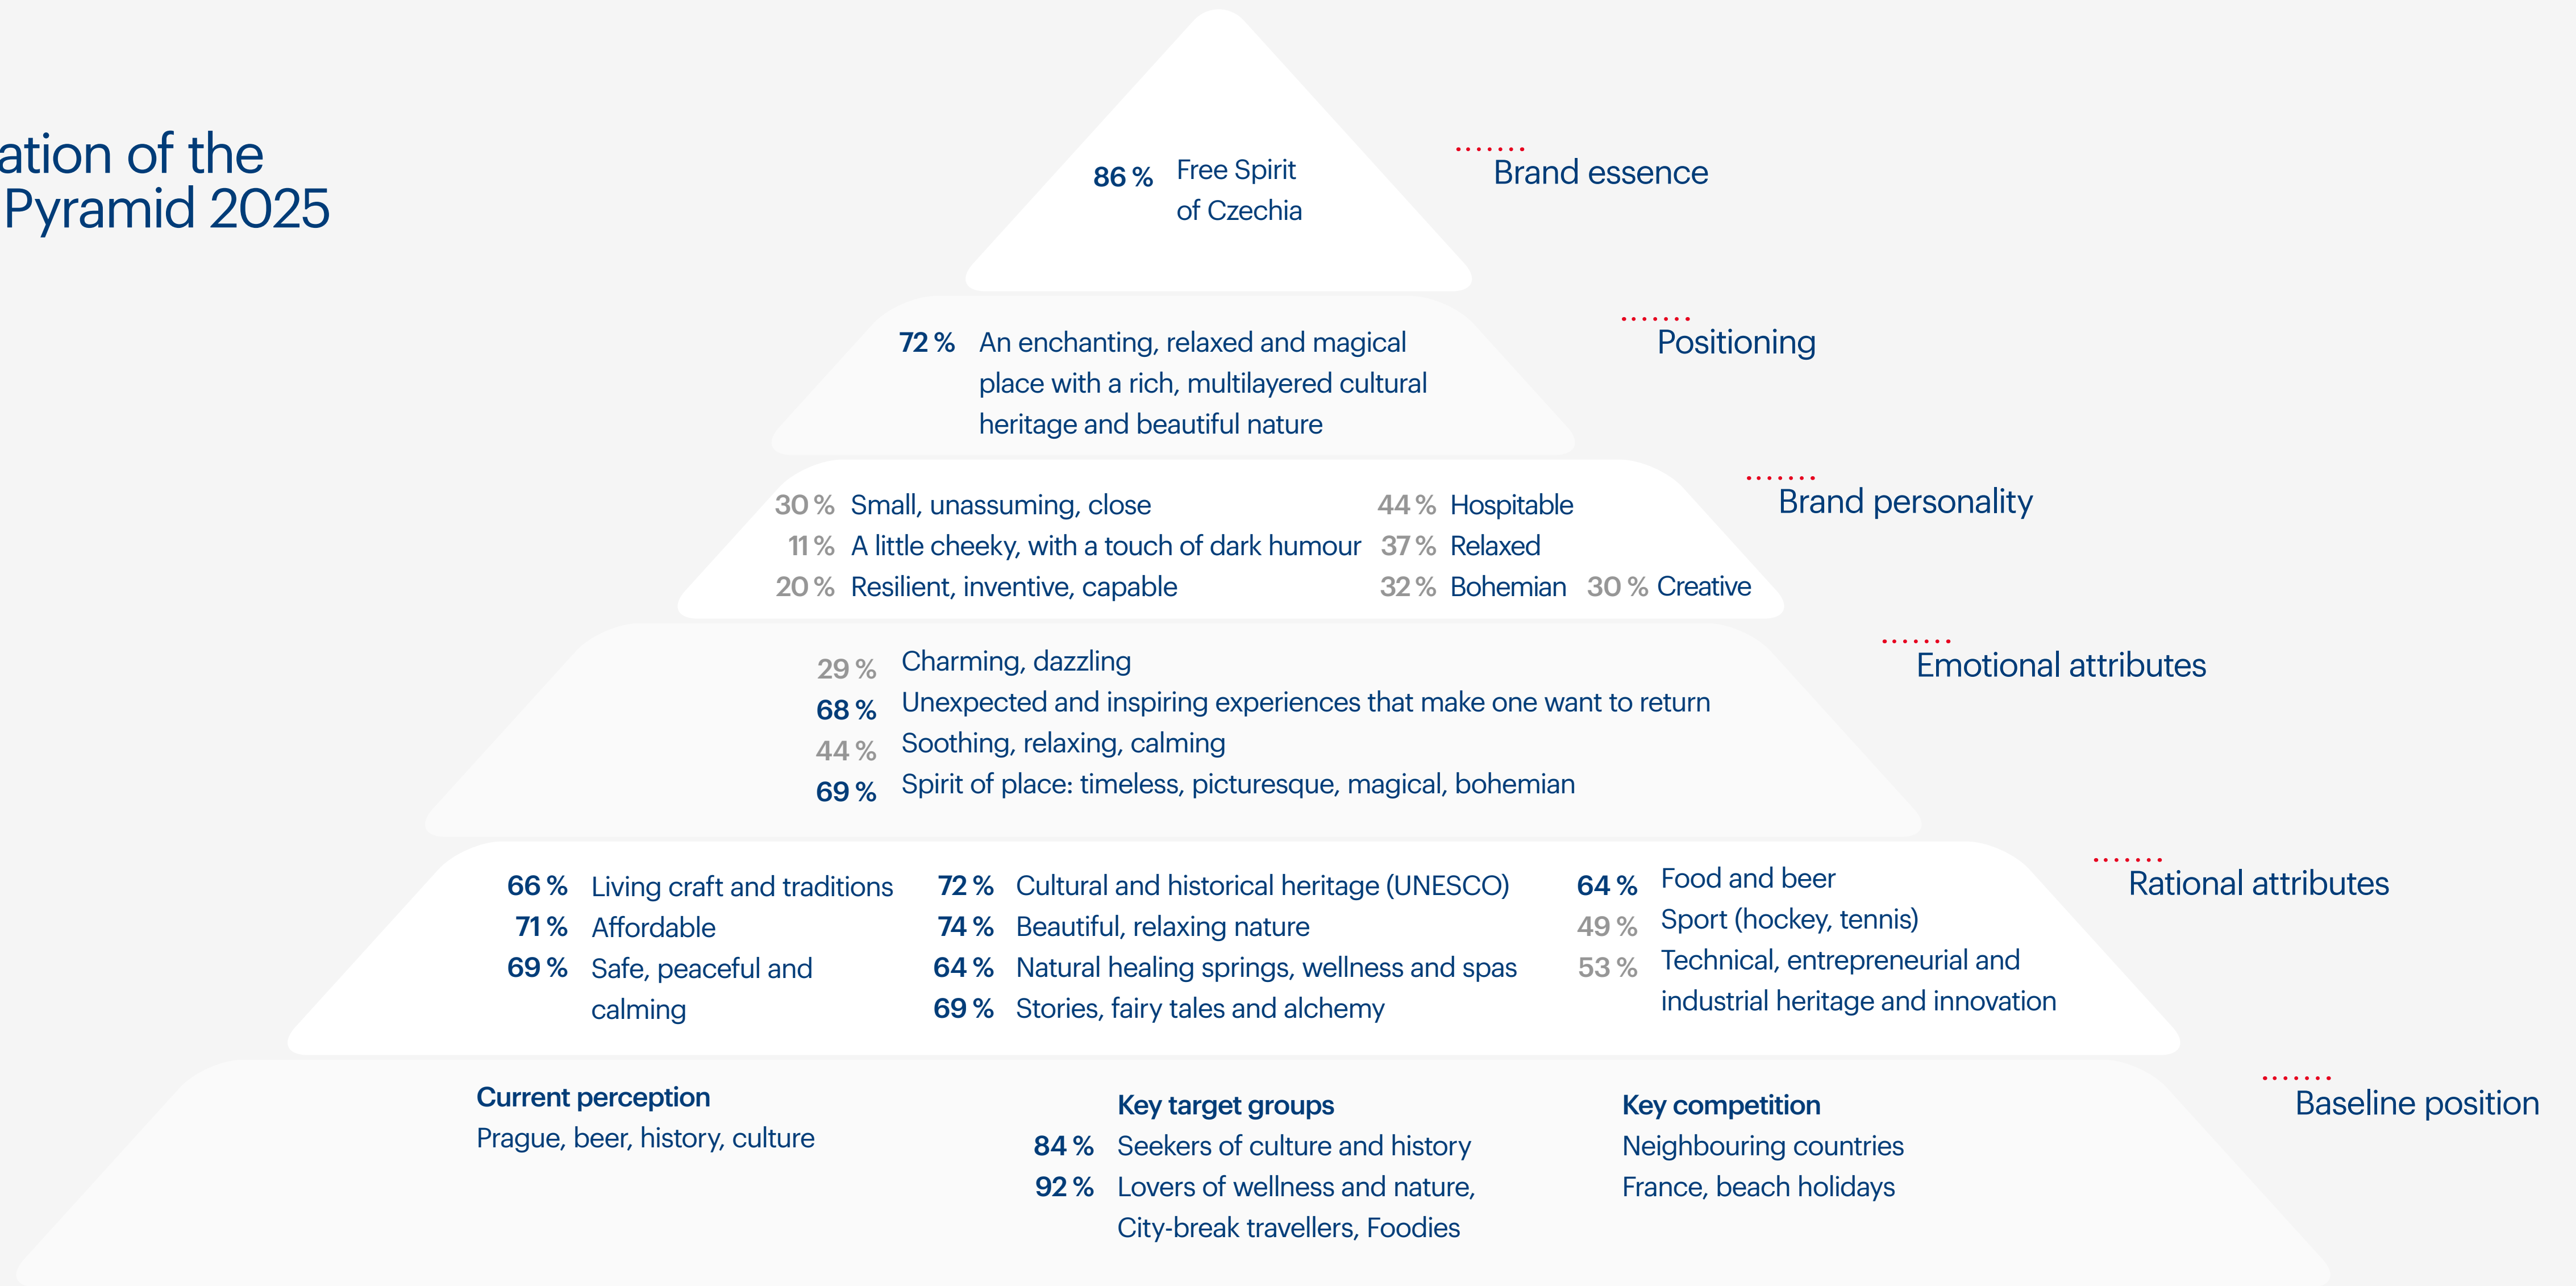 ation of the
Pyramid 2025
86 % Free Spirit
of Czechia
Brand essence
72 % An enchanting, relaxed and magical
place with a rich, multilayered cultural
heritage and beautiful nature
Positioning
30 % Small, unassuming, close
11 % A little cheeky, with a touch of dark humour
20 % Resilient, inventive, capable
44 % Hospitable
37 % Relaxed
32 % Bohemian 30 % Creative
Brand personality
29 % Charming, dazzling
68 % Unexpected and inspiring experiences that make one want to return
44 % Soothing, relaxing, calming
69 % Spirit of place: timeless, picturesque, magical, bohemian
Emotional attributes
66 % Living craft and traditions
71 % Affordable
69 % Safe, peaceful and
calming
72 % Cultural and historical heritage (UNESCO)
74 % Beautiful, relaxing nature
64 % Natural healing springs, wellness and spas
69 % Stories, fairy tales and alchemy
64 % Food and beer
49 % Sport (hockey, tennis)
53 % Technical, entrepreneurial and
industrial heritage and innovation
Rational attributes
Current perception
Prague, beer, history, culture
Key target groups
84 % Seekers of culture and history
92 % Lovers of wellness and nature,
City-break travellers, Foodies
Key competition
Neighbouring countries
France, beach holidays
Baseline position